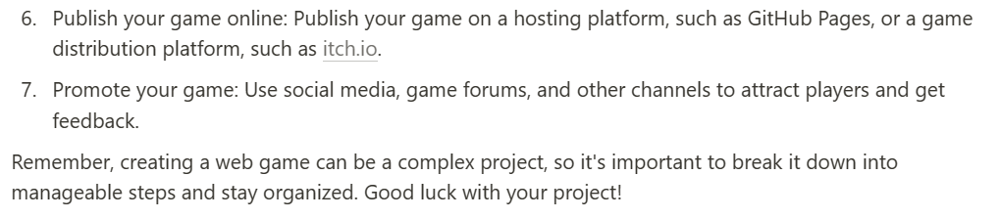 6. Publish your game online: Publish your game on a hosting platform, such as GitHub Pages, or a game
distribution platform, such as itch.io.
7. Promote your game: Use social media, game forums, and other channels to attract players and get
feedback.
Remember, creating a web game can be a complex project, so it's important to break it down into
manageable steps and stay organized. Good luck with your project!